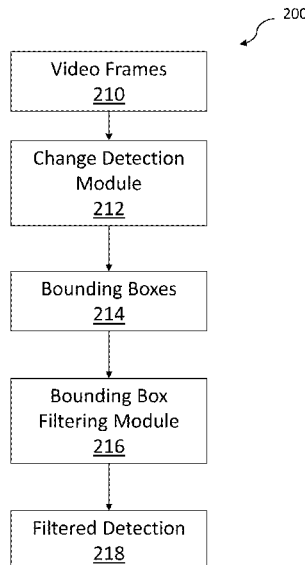 200
Video Frames
210
Change Detection
Module
212
Bounding Boxes
214
Bounding Box
Filtering Module
216
Filtered Detection
218